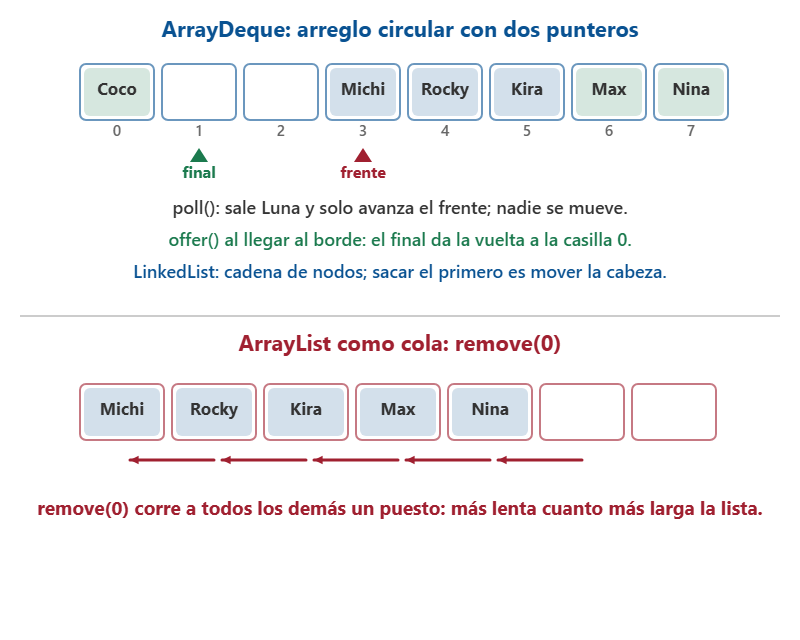 ArrayDeque: arreglo circular con dos punteros
Coco Michi Rocky Kira Max Nina
0 1 2 3 4 5 6 7
final frente
poll(): sale Luna y solo avanza el frente; nadie se mueve.
offer() al llegar al borde: el final da la vuelta a la casilla 0.
LinkedList: cadena de nodos; sacar el primero es mover la cabeza.
ArrayList como cola: remove(0)
Michi Rocky Kira Max Nina
remove(0) corre a todos los demás un puesto: más lenta cuanto más larga la lista.